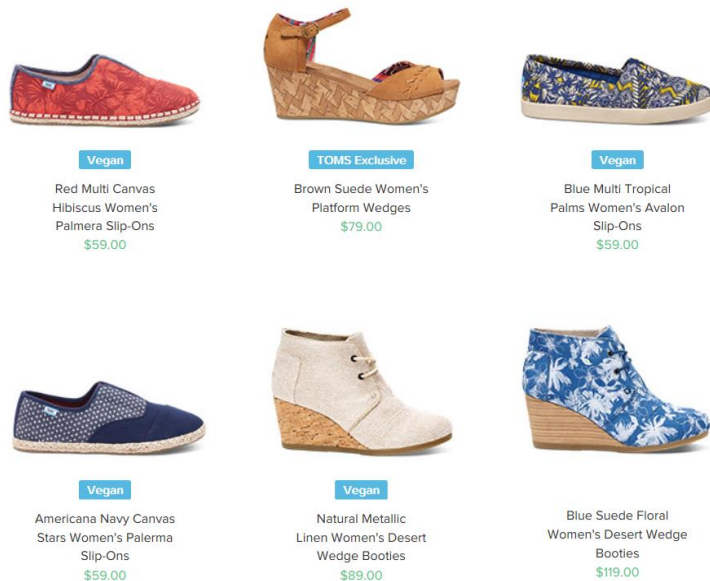 Vegan
Red Multi Canvas
Hibiscus Women's
Palmera Slip-Ons
$59.00
TOMS Exclusive
Brown Suede Women's
Platform Wedges
$79.00
Vegan
Blue Multi Tropical
Palms Women's Avalon
Slip-Ons
$59.00
Vegan
Americana Navy Canvas
Stars Women's Palerma
Slip-Ons
$59.00
Vegan
Natural Metallic
Linen Women's Desert
Wedge Booties
$89.00
Blue Suede Floral
Women's Desert Wedge
Booties
$119.00